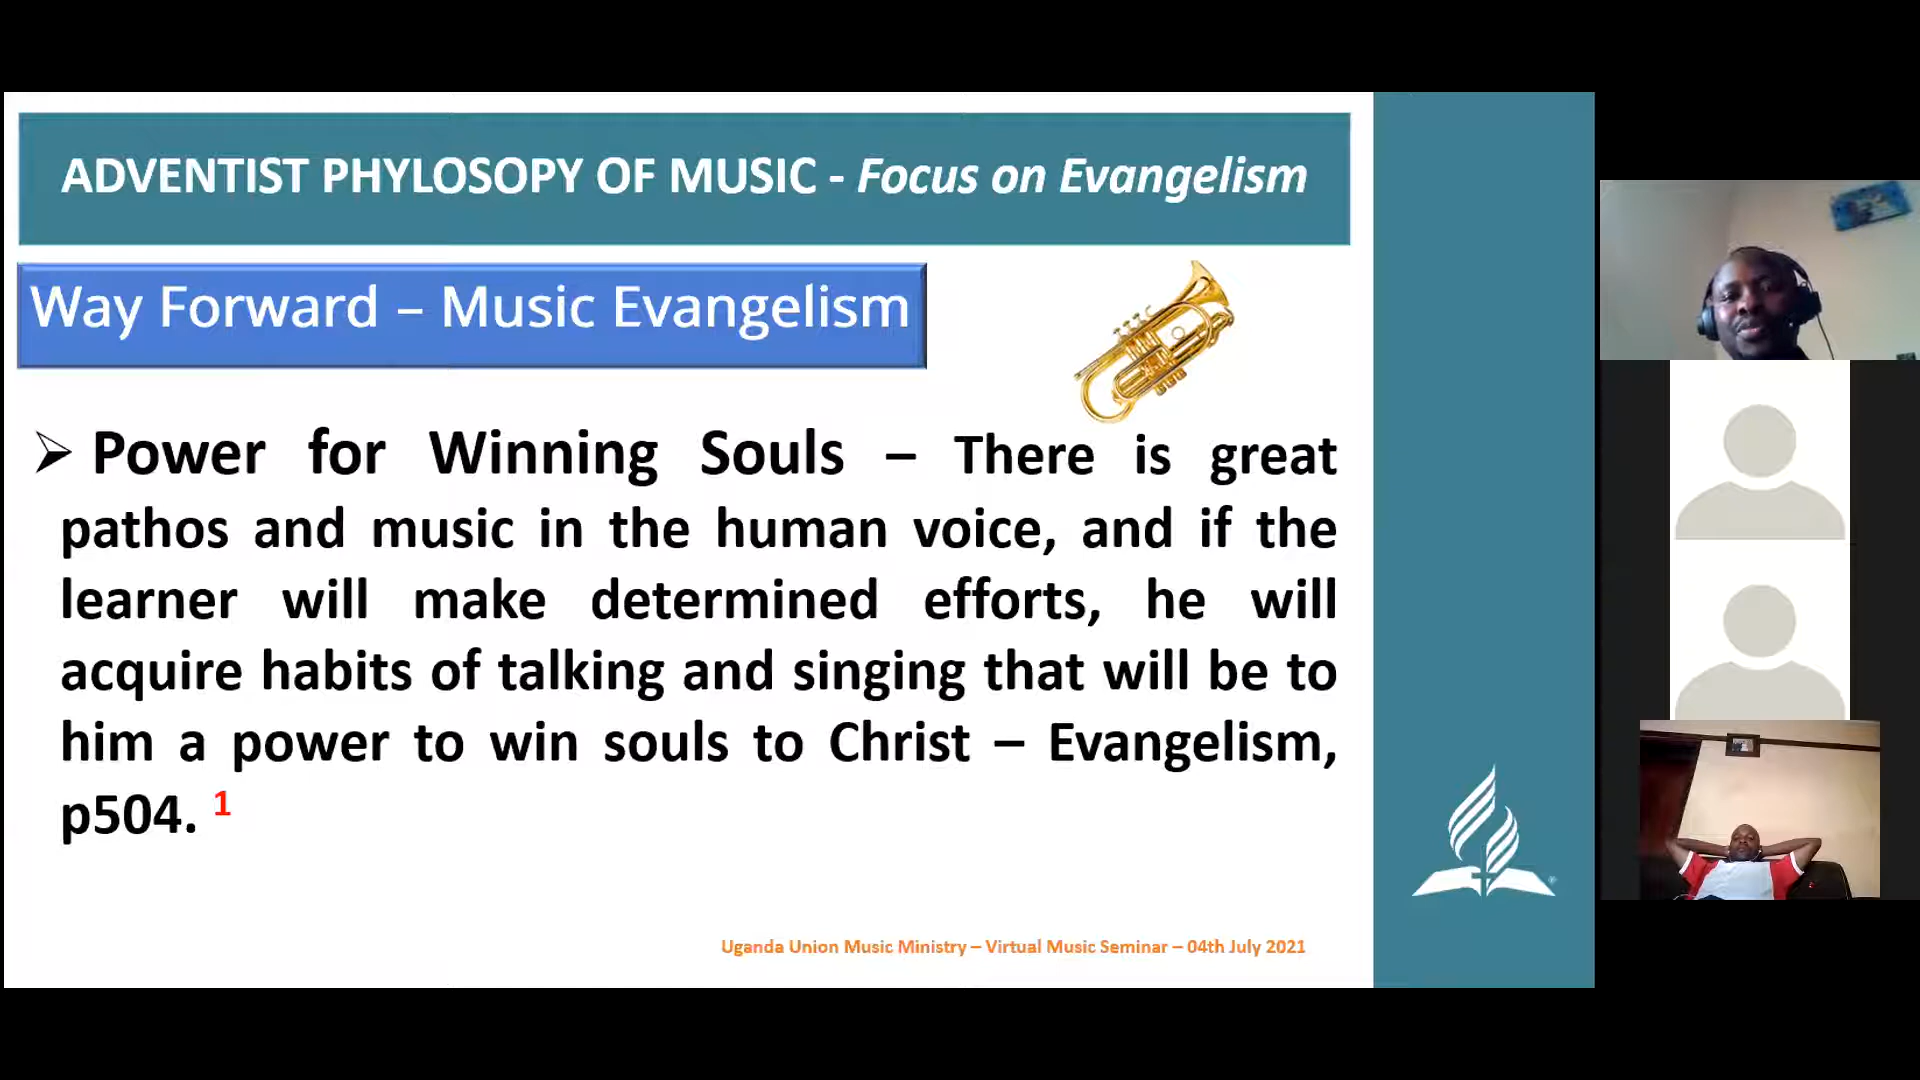 ADVENTIST PHYLOSOPY OF MUSIC - Focus on Evangelism
Way Forward – Music Evangelism
➢ Power for Winning Souls – There is great
pathos and music in the human voice, and if the
learner will make determined efforts, he will
acquire habits of talking and singing that will be to
him a power to win souls to Christ – Evangelism,
p504. 1
Uganda Union Music Ministry – Virtual Music Seminar – 04th July 2021